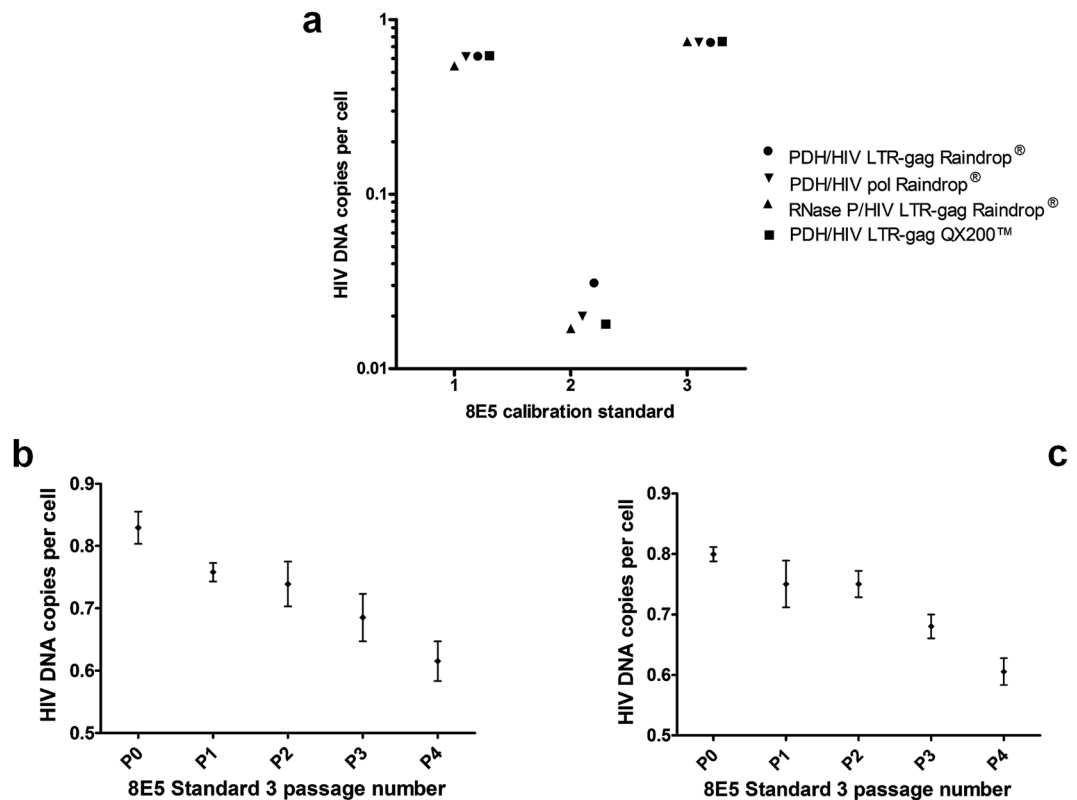 a
HIV DNA copies per cell
1
0.1
0.01
1 2 3
8E5 calibration standard
PDH/HIV LTR-gag Raindrop®
PDH/HIV pol Raindrop®
RNase P/HIV LTR-gag Raindrop®
PDH/HIV LTR-gag QX200™
b
HIV DNA copies per cell
0.9
0.8
0.7
0.6
0.5
P0 P1 P2 P3 P4
8E5 Standard 3 passage number
c
HIV DNA copies per cell
0.9
0.8
0.7
0.6
0.5
P0 P1 P2 P3 P4
8E5 Standard 3 passage number